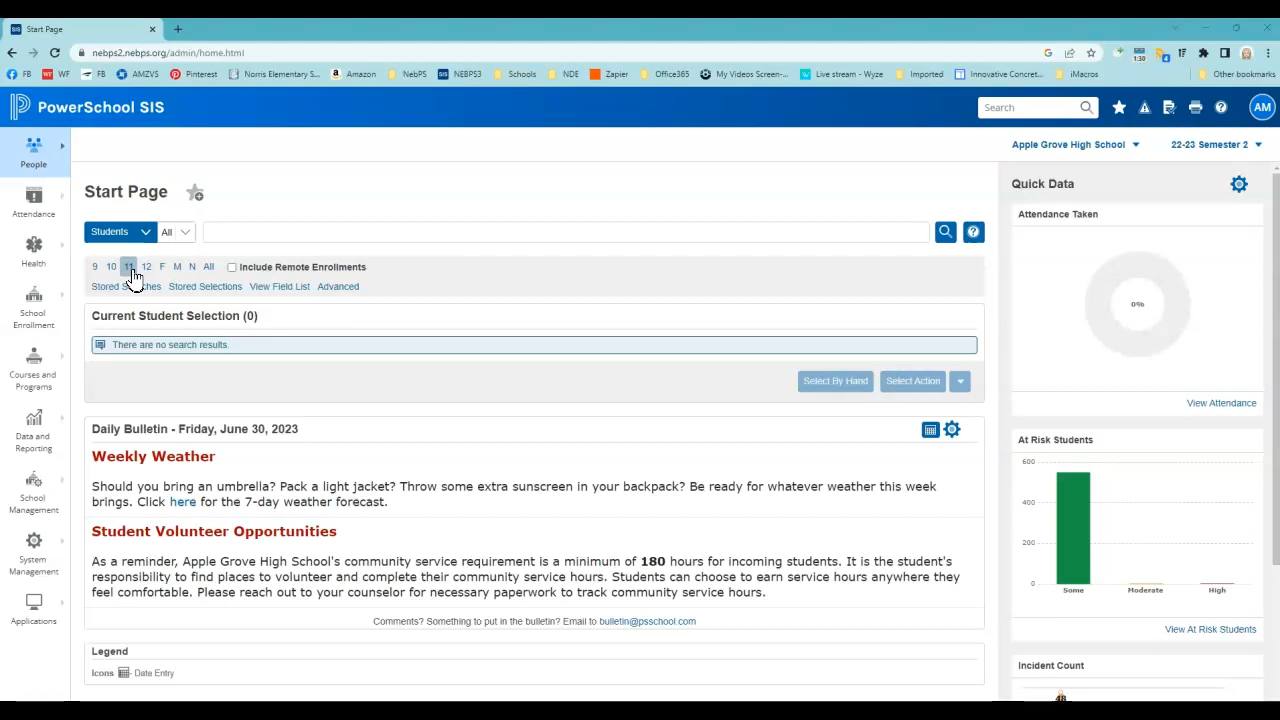 SIS Start Page
nebps2.nebps.org/admin/home.html
1:30
FB
WF
FB
AMZVS
Pinterest
Norris Elementary S...
Amazon
NebPS
SIS NEBPS3
Schools
NDE
Zapier
Office365
My Videos Screen-...
Live stream - Wyze
Imported
Innovative Concret...
iMacros
Other bookmarks
PowerSchool SIS
Search
AM
Apple Grove High School
22-23 Semester 2
People
Attendance
Health
School
Enrollment
Courses and
Programs
Data and
Reporting
School
Management
System
Management
Applications
Start Page
Students
All
9 10 11 12 F M N All Include Remote Enrollments
Stored Searches Stored Selections View Field List Advanced
Current Student Selection (0)
There are no search results.
Select By Hand
Select Action
Daily Bulletin - Friday, June 30, 2023
Weekly Weather
Should you bring an umbrella? Pack a light jacket? Throw some extra sunscreen in your backpack? Be ready for whatever weather this week
brings. Click here for the 7-day weather forecast.
Student Volunteer Opportunities
As a reminder, Apple Grove High School's community service requirement is a minimum of 180 hours for incoming students. It is the student's
responsibility to find places to volunteer and complete their community service hours. Students can choose to earn service hours anywhere they
feel comfortable. Please reach out to your counselor for necessary paperwork to track community service hours.
Comments? Something to put in the bulletin? Email to bulletin@psschool.com
Legend
Icons - Date Entry
Quick Data
Attendance Taken
0%
View Attendance
At Risk Students
600
400
200
0
Some
Moderate
High
View At Risk Students
Incident Count
48